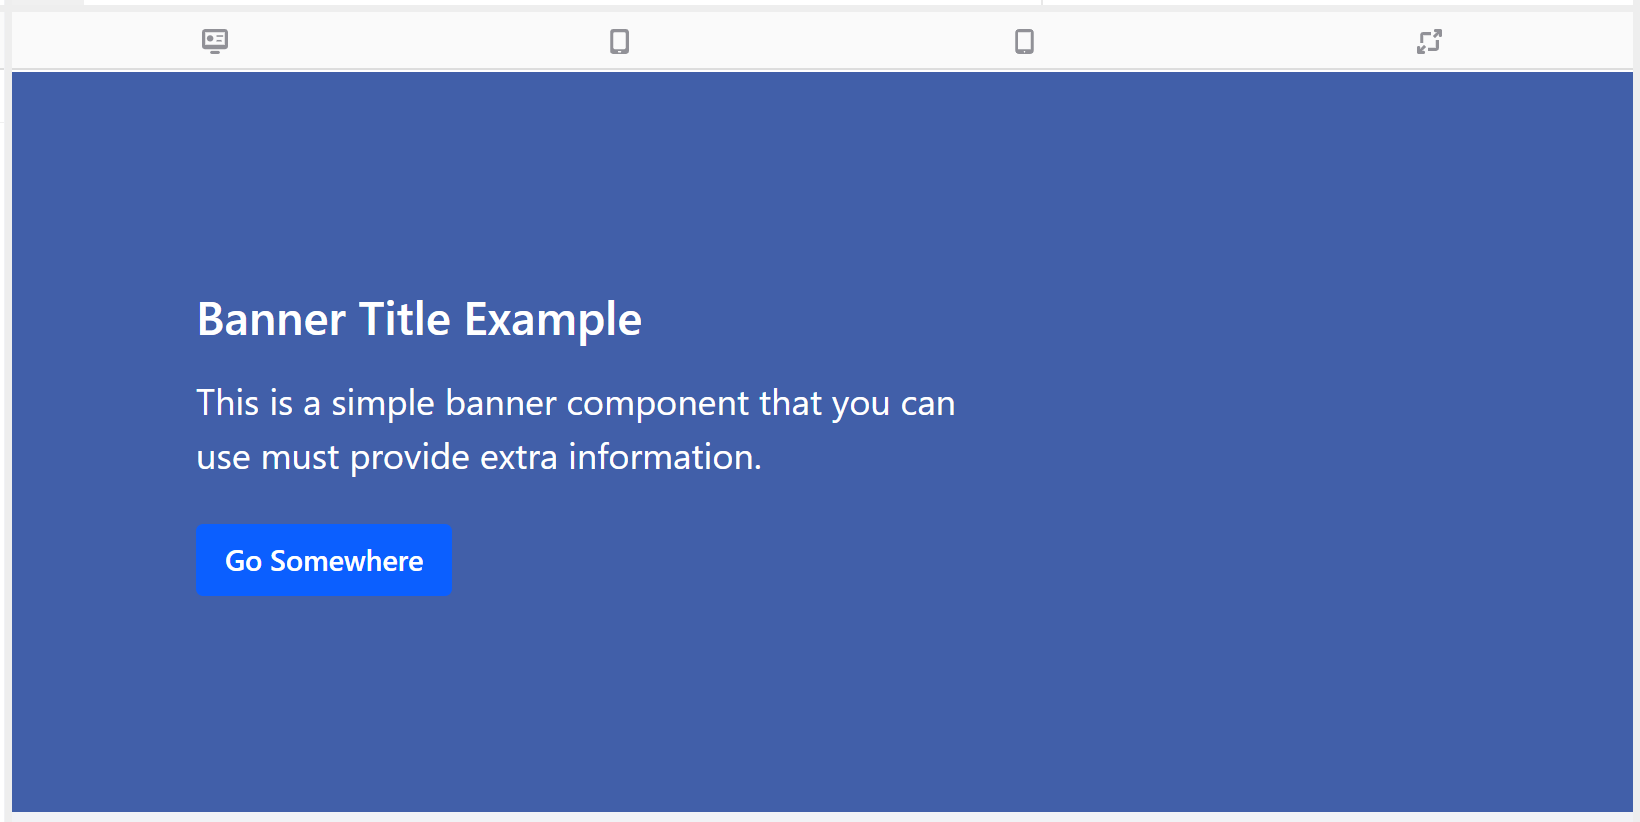 Banner Title Example
This is a simple banner component that you can
use must provide extra information.
Go Somewhere